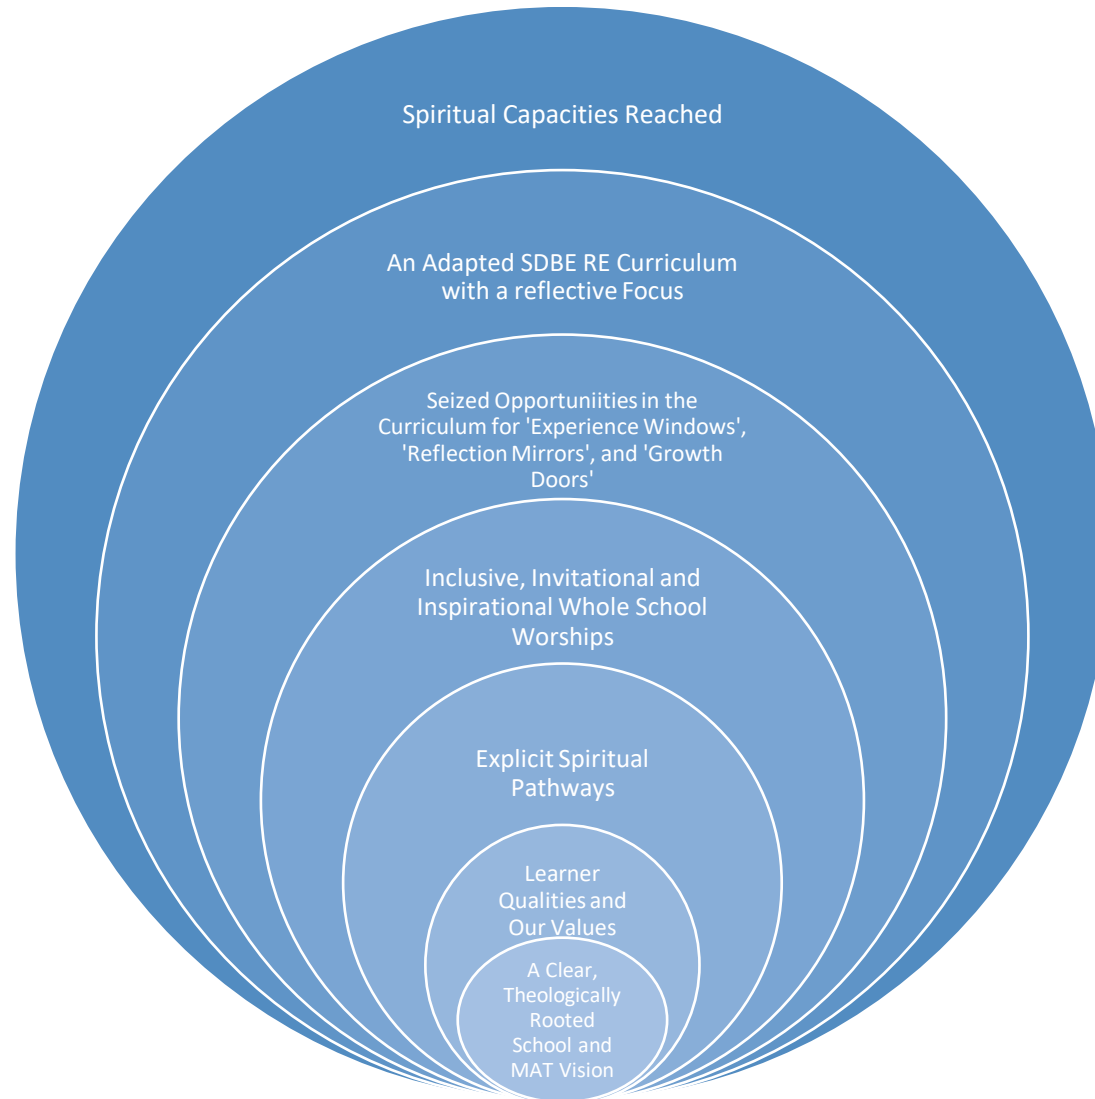 Spiritual Capacities Reached
An Adapted SDBE RE Curriculum
with a reflective Focus
Seized Opportuniities in the
Curriculum for 'Experience Windows',
'Reflection Mirrors', and 'Growth
Doors'
Inclusive, Invitational and
Inspirational Whole School
Worships
Explicit Spiritual
Pathways
Learner
Qualities and
Our Values
A Clear,
Theologically
Rooted
School and
MAT Vision